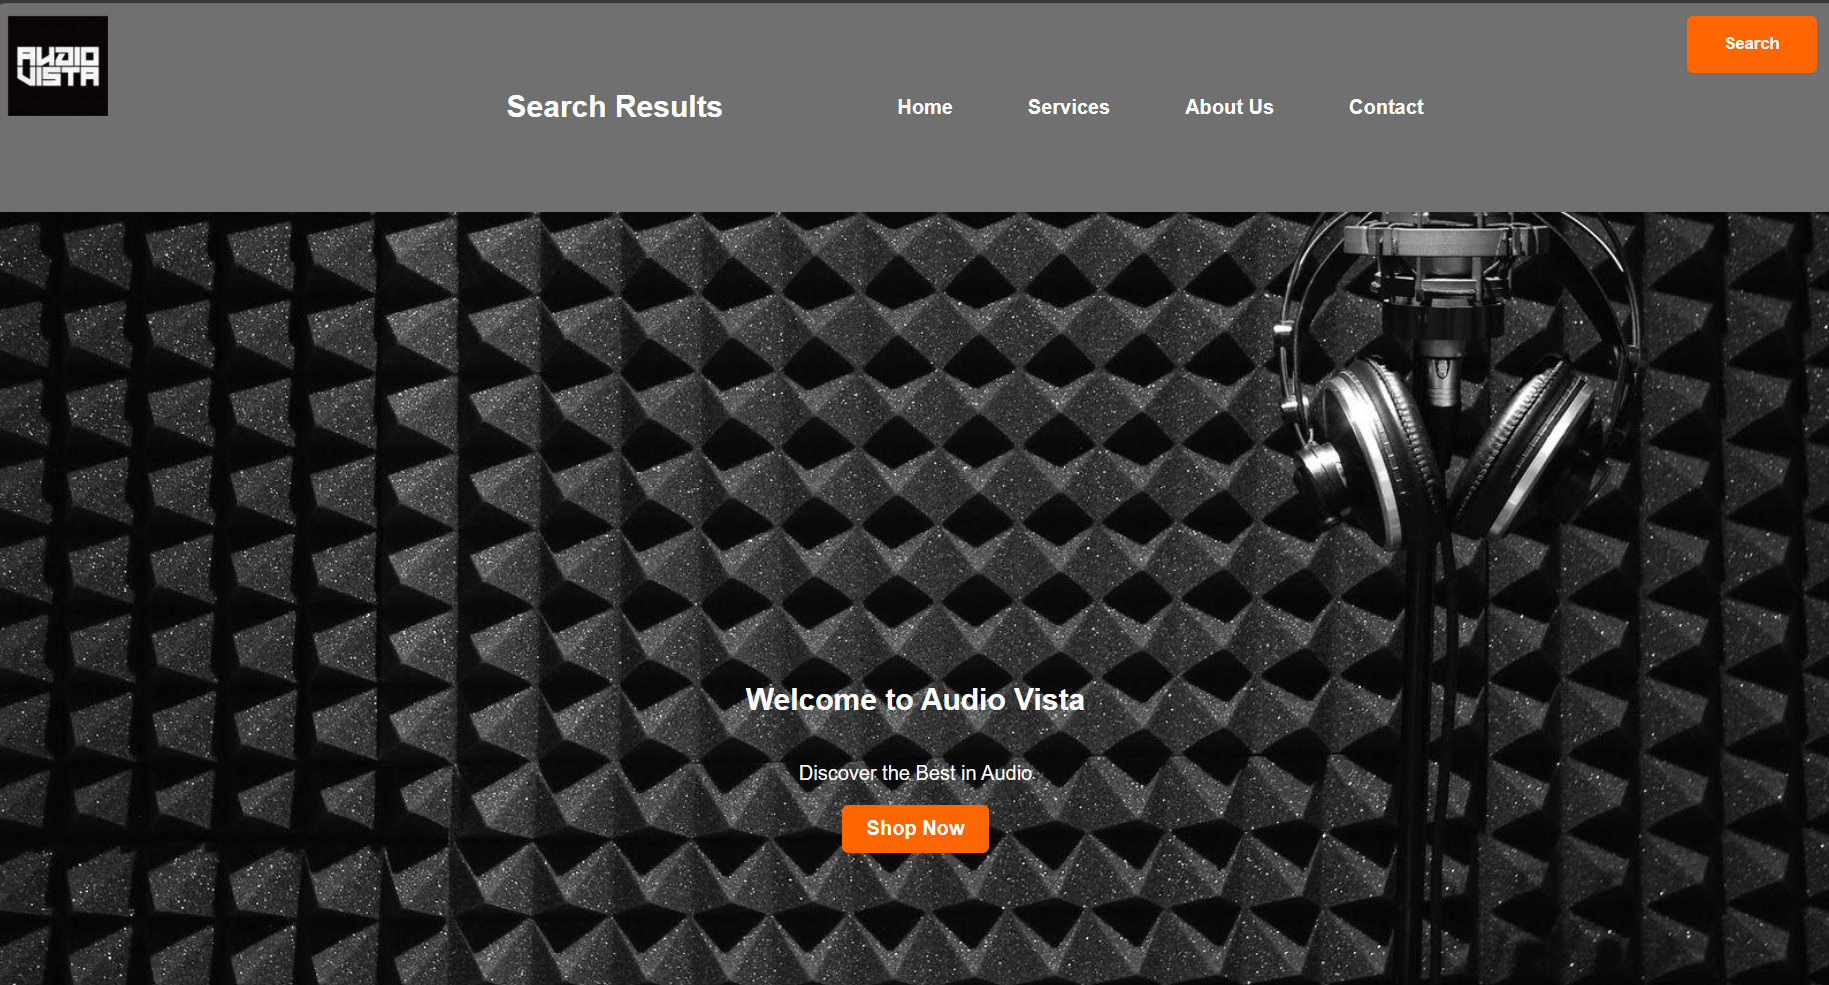 AUDIO
VISTA
Search
Search Results
Home
Services
About Us
Contact
Welcome to Audio Vista
Discover the Best in Audio
Shop Now